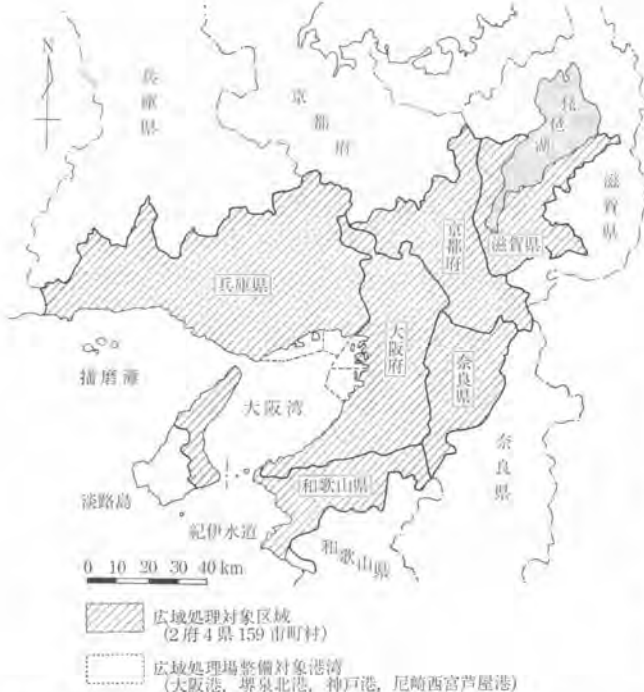 N
兵庫県
京都府
琵琶湖
滋賀県
京都府
滋賀県
兵庫県
大阪府
奈良県
播磨灘
大阪湾
奈良県
淡路島
和歌山県
紀伊水道
和歌山県
0 10 20 30 40 km
広域処理対象区域
(2府4県159市町村)
広域処理場整備対象港湾
(大阪港, 堺泉北港, 神戸港, 尼崎西宮芦屋港)